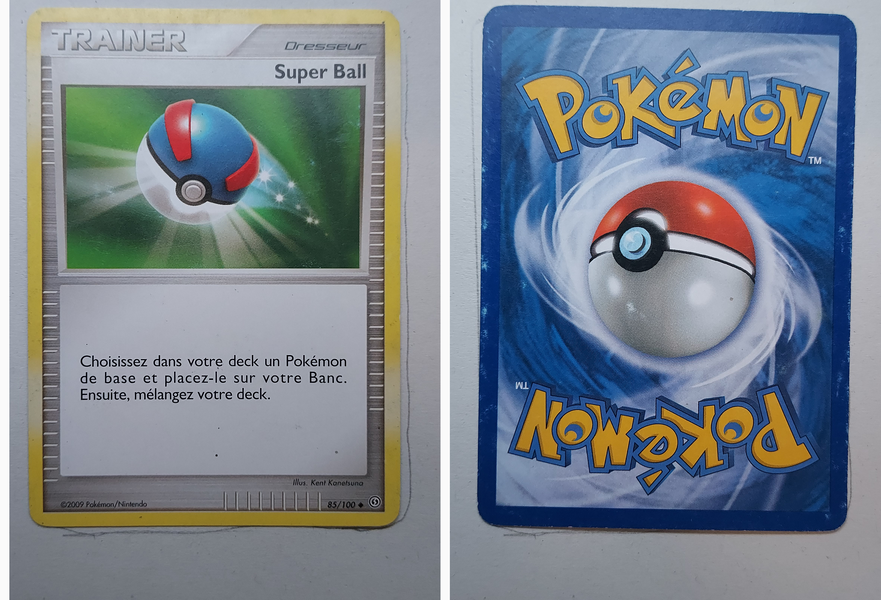 TRAINER
Dresseur
Super Ball
Choisissez dans votre deck un Pokémon
de base et placez-le sur votre Banc.
Ensuite, mélangez votre deck.
Illus. Kent Kanetsuna
©2009 Pokémon/Nintendo
85/100
POKéMON
TM
TM
POKéMON